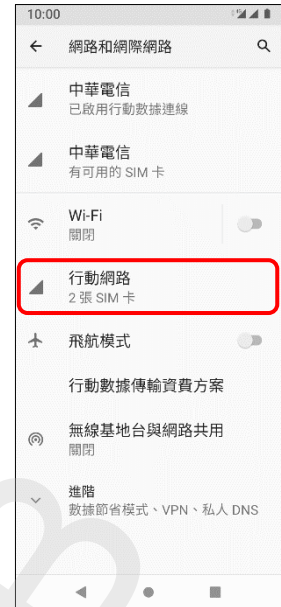 10:00
網路和網際網路
中華電信
已啟用行動數據連線
中華電信
有可用的 SIM 卡
Wi-Fi
關閉
行動網路
2 張 SIM 卡
飛航模式
行動數據傳輸資費方案
無線基地台與網路共用
關閉
進階
數據節省模式、VPN、私人 DNS